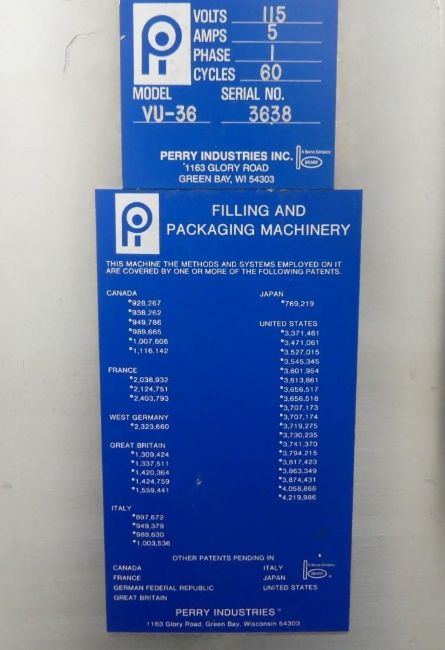 VOLTS 115
AMPS 5
PHASE 1
CYCLES 60
MODEL SERIAL NO.
VU-36 3638
PERRY INDUSTRIES INC.
1163 GLORY ROAD
GREEN BAY, WI 54303
FILLING AND
PACKAGING MACHINERY
THIS MACHINE THE METHODS AND SYSTEMS EMPLOYED ON IT
ARE COVERED BY ONE OR MORE OF THE FOLLOWING PATENTS.
CANADA
*928,267
*938,262
*949,786
*989,665
*1,007,606
*1,116,142
FRANCE
*2,038,932
*2,124,751
*2,403,793
WEST GERMANY
*2,323,660
GREAT BRITAIN
*1,309,424
*1,337,511
*1,420,364
*1,424,759
*1,559,441
ITALY
*897,672
*949,379
*989,630
*1,003,536
JAPAN
*769,219
UNITED STATES
*3,371,461
*3,471,061
*3,527,015
*3,545,345
*3,601,954
*3,613,861
*3,656,517
*3,656,518
*3,707,173
*3,707,174
*3,719,275
*3,730,235
*3,741,370
*3,794,215
*3,817,423
*3,863,349
*3,874,431
*4,058,866
*4,219,986
OTHER PATENTS PENDING IN
CANADA ITALY
FRANCE JAPAN
GERMAN FEDERAL REPUBLIC UNITED STATES
GREAT BRITAIN
PERRY INDUSTRIES
1163 Glory Road, Green Bay, Wisconsin 54303